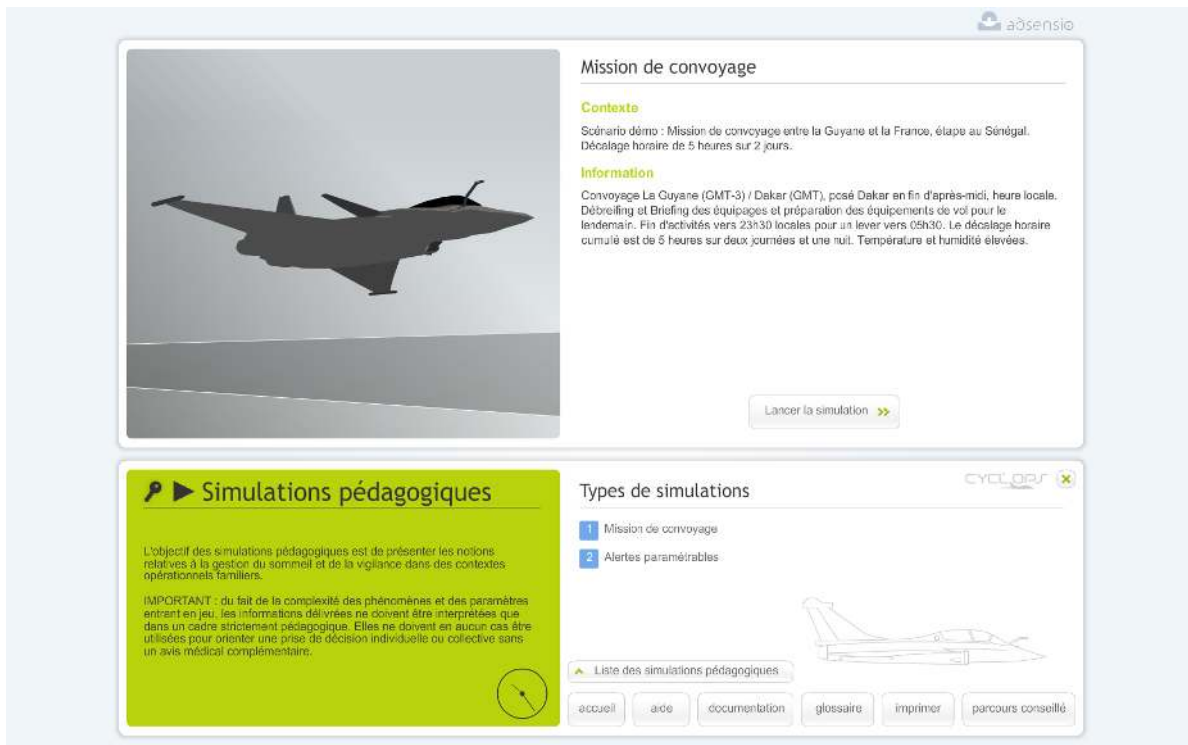 absensio
Mission de convoyage
Contexte
Scénario démo : Mission de convoyage entre la Guyane et la France, étape au Sénégal.
Décalage horaire de 5 heures sur 2 jours.
Information
Convoyage La Guyane (GMT-3) / Dakar (GMT), posé Dakar en fin d'après-midi, heure locale.
Débreifing et Briefing des équipages et préparation des équipements de vol pour le
lendemain. Fin d'activités vers 23h30 locales pour un lever vers 05h30. Le décalage horaire
cumulé est de 5 heures sur deux journées et une nuit. Température et humidité élevées.
Lancer la simulation
Simulations pédagogiques
L'objectif des simulations pédagogiques est de présenter les notions
relatives à la gestion du sommeil et de la vigilance dans des contextes
opérationnels familiers.
IMPORTANT : du fait de la complexité des phénomènes et des paramètres
entrant en jeu, les informations délivrées ne doivent être interprétées que
dans un cadre strictement pédagogique. Elles ne doivent en aucun cas être
utilisées pour orienter une prise de décision individuelle ou collective sans
un avis médical complémentaire.
CYCLOPS
Types de simulations
1 Mission de convoyage
2 Alertes paramétrables
Liste des simulations pédagogiques
accueil aide documentation glossaire imprimer parcours conseillé